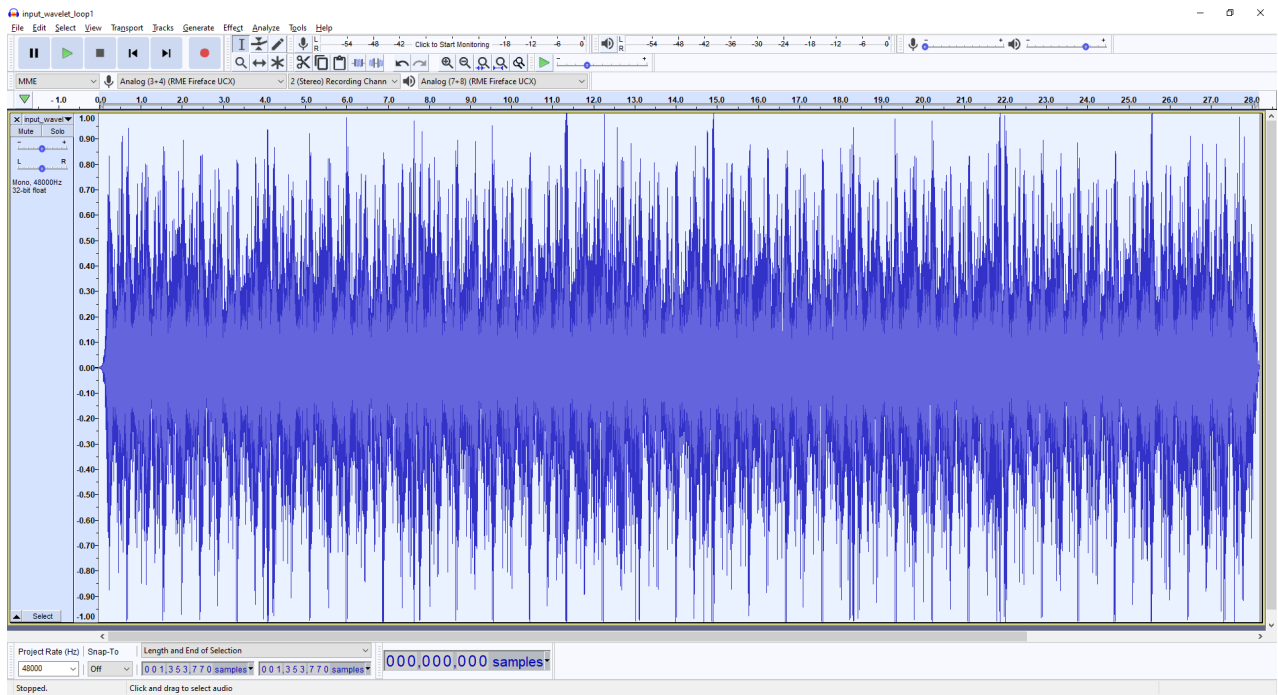 input_wavelet_loop1
File Edit Select View Transport Tracks Generate Effect Analyze Tools Help
L R -54 -48 -42 Click to Start Monitoring -18 -12 -6 0 L R -54 -48 -42 -36 -30 -24 -18 -12 -6 0 - + - +
- +
MME Analog (3+4) (RME Fireface UCX) 2 (Stereo) Recording Chann Analog (7+8) (RME Fireface UCX)
- 1.0 0.0 1.0 2.0 3.0 4.0 5.0 6.0 7.0 8.0 9.0 10.0 11.0 12.0 13.0 14.0 15.0 16.0 17.0 18.0 19.0 20.0 21.0 22.0 23.0 24.0 25.0 26.0 27.0 28.0
x input_wavel 1.00
Mute Solo
- + 0.90
L R 0.80
Mono, 48000Hz
32-bit float 0.70
0.60
0.50
0.40
0.30
0.20
0.10
0.00
-0.10
-0.20
-0.30
-0.40
-0.50
-0.60
-0.70
-0.80
-0.90
Select -1.00
Project Rate (Hz) Snap-To Length and End of Selection
48000 Off 001,353,770 samples 001,353,770 samples 000,000,000 samples
Stopped. Click and drag to select audio